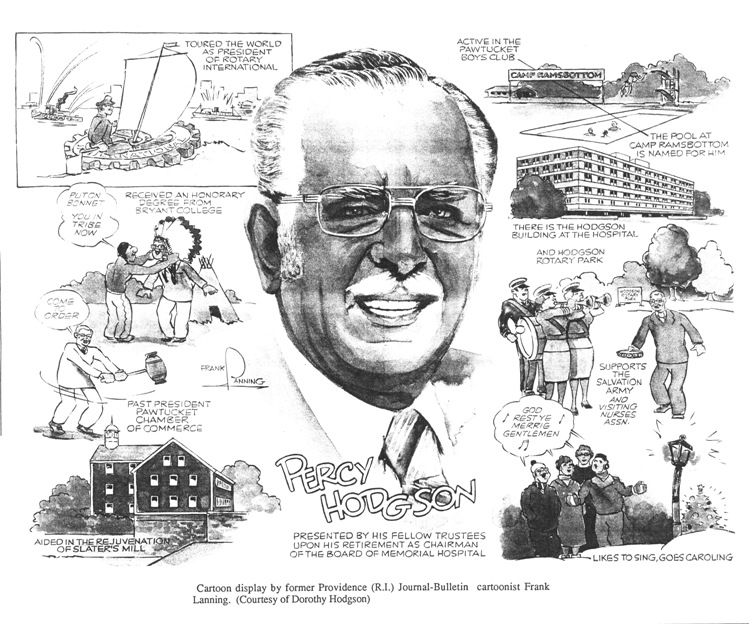 TOURED THE WORLD
AS PRESIDENT
OF ROTARY
INTERNATIONAL
ACTIVE IN THE
PAWTUCKET
BOYS CLUB
CAMP RAMSBOTTOM
THE POOL AT
CAMP RAMSBOTTOM
IS NAMED FOR HIM
PUT ON
BONNET
YOU IN
TRIBE
NOW
RECEIVED AN HONORARY
DEGREE FROM
BRYANT COLLEGE
THERE IS THE HODGSON
BUILDING AT THE HOSPITAL
AND HODGSON
ROTARY PARK
COME
TO
ORDER
FRANK LANNING
PAST PRESIDENT
PAWTUCKET
CHAMBER
OF COMMERCE
SUPPORTS
THE
SALVATION
ARMY
AND
VISITING
NURSES
ASSN.
GOD
REST YE
MERRIE
GENTLEMEN
AIDED IN THE REJUVENATION
OF SLATER'S MILL
PERCY
HODGSON
PRESENTED BY HIS FELLOW TRUSTEES
UPON HIS RETIREMENT AS CHAIRMAN
OF THE BOARD OF MEMORIAL HOSPITAL
LIKES TO SING, GOES CAROLING
Cartoon display by former Providence (R.I.) Journal-Bulletin cartoonist Frank
Lanning. (Courtesy of Dorothy Hodgson)